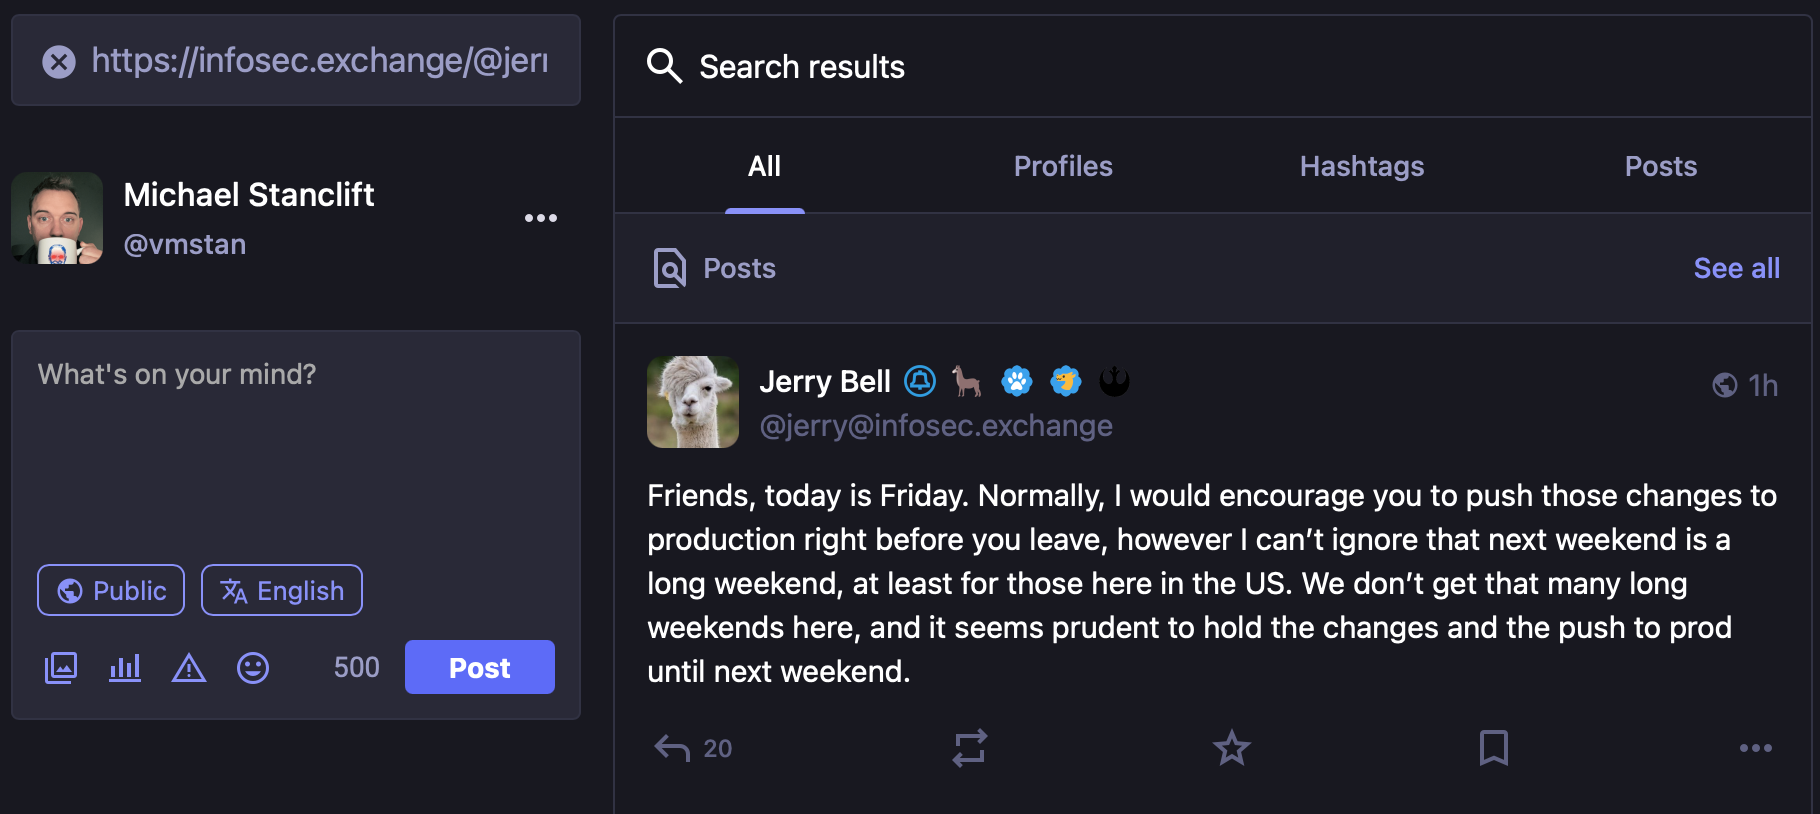 https://infosec.exchange/@jerr
Michael Stanclift
@vmstan
What's on your mind?
Public
English
500
Post
Search results
All
Profiles
Hashtags
Posts
Posts
See all
Jerry Bell
1h
@jerry@infosec.exchange
Friends, today is Friday. Normally, I would encourage you to push those changes to
production right before you leave, however I can’t ignore that next weekend is a
long weekend, at least for those here in the US. We don’t get that many long
weekends here, and it seems prudent to hold the changes and the push to prod
until next weekend.
20